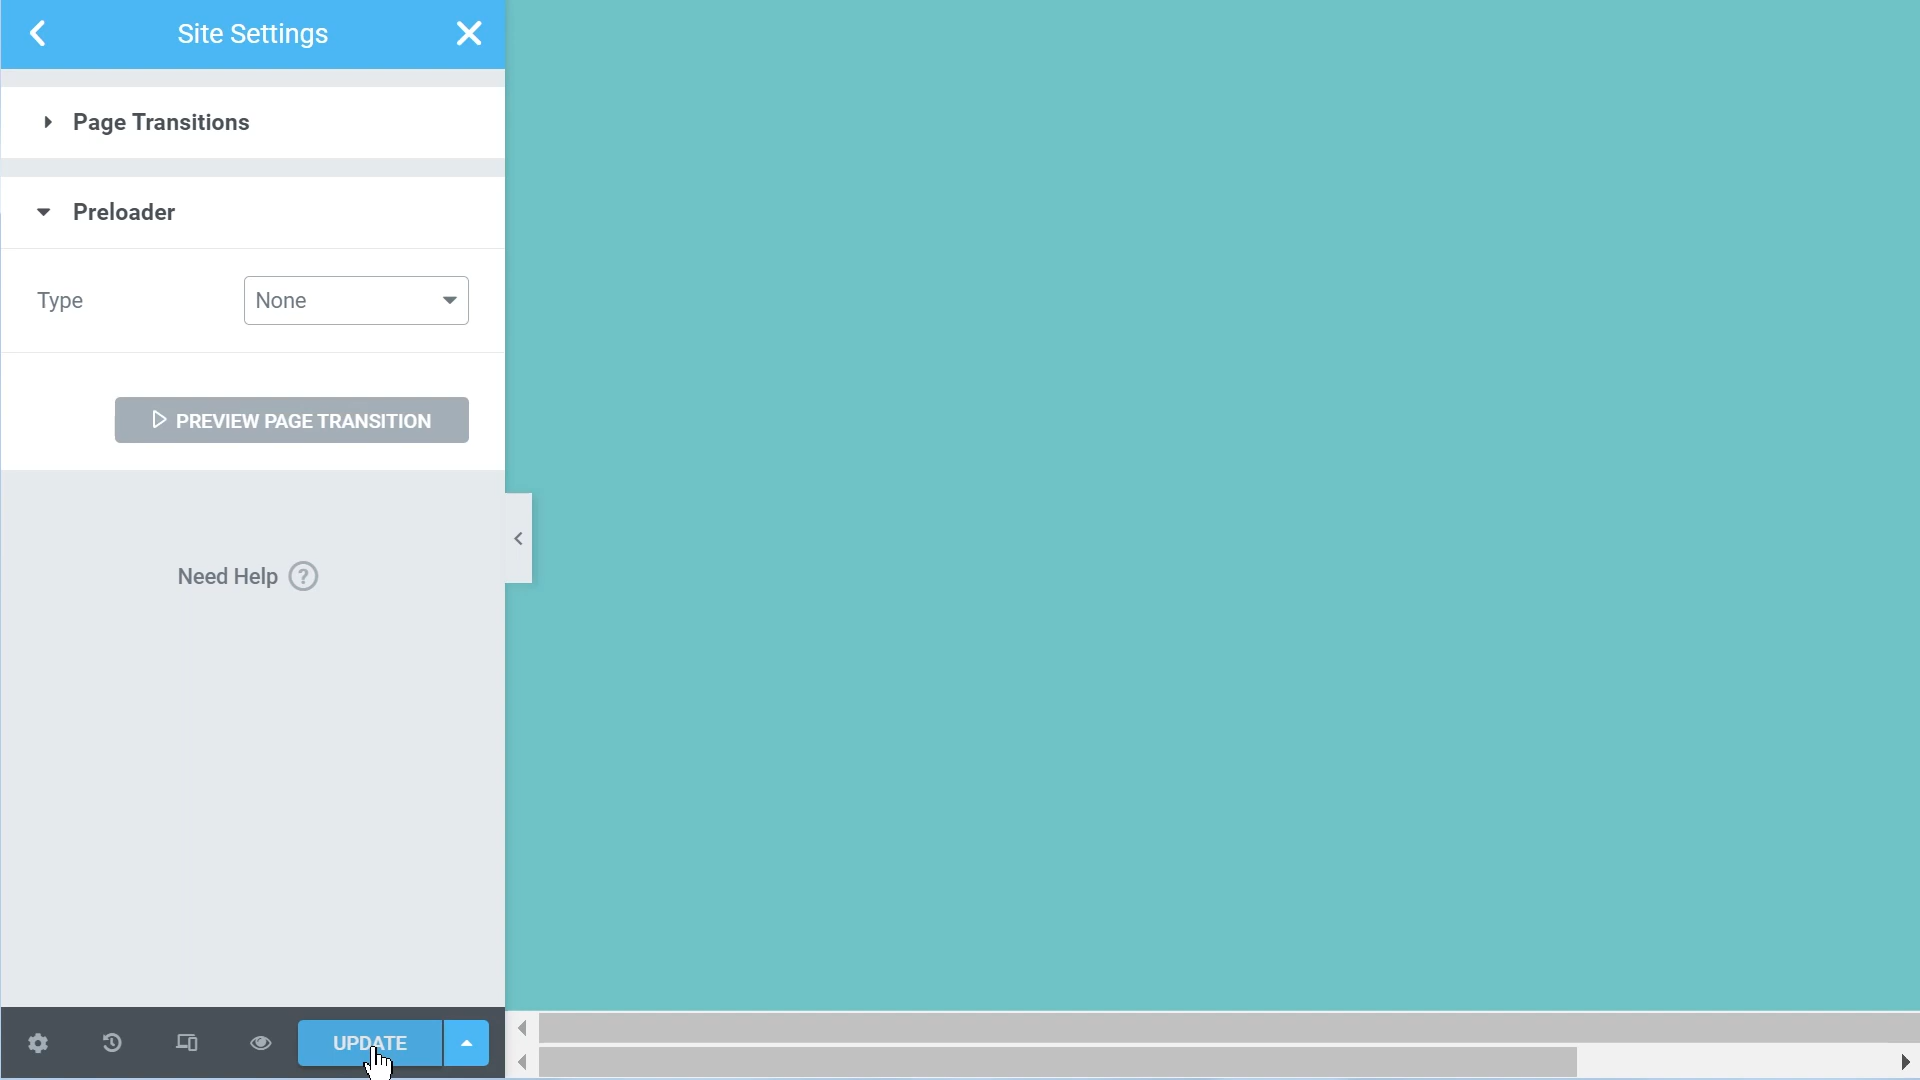 Site Settings
Page Transitions
Preloader
Type
None
PREVIEW PAGE TRANSITION
Need Help ?
UPDATE